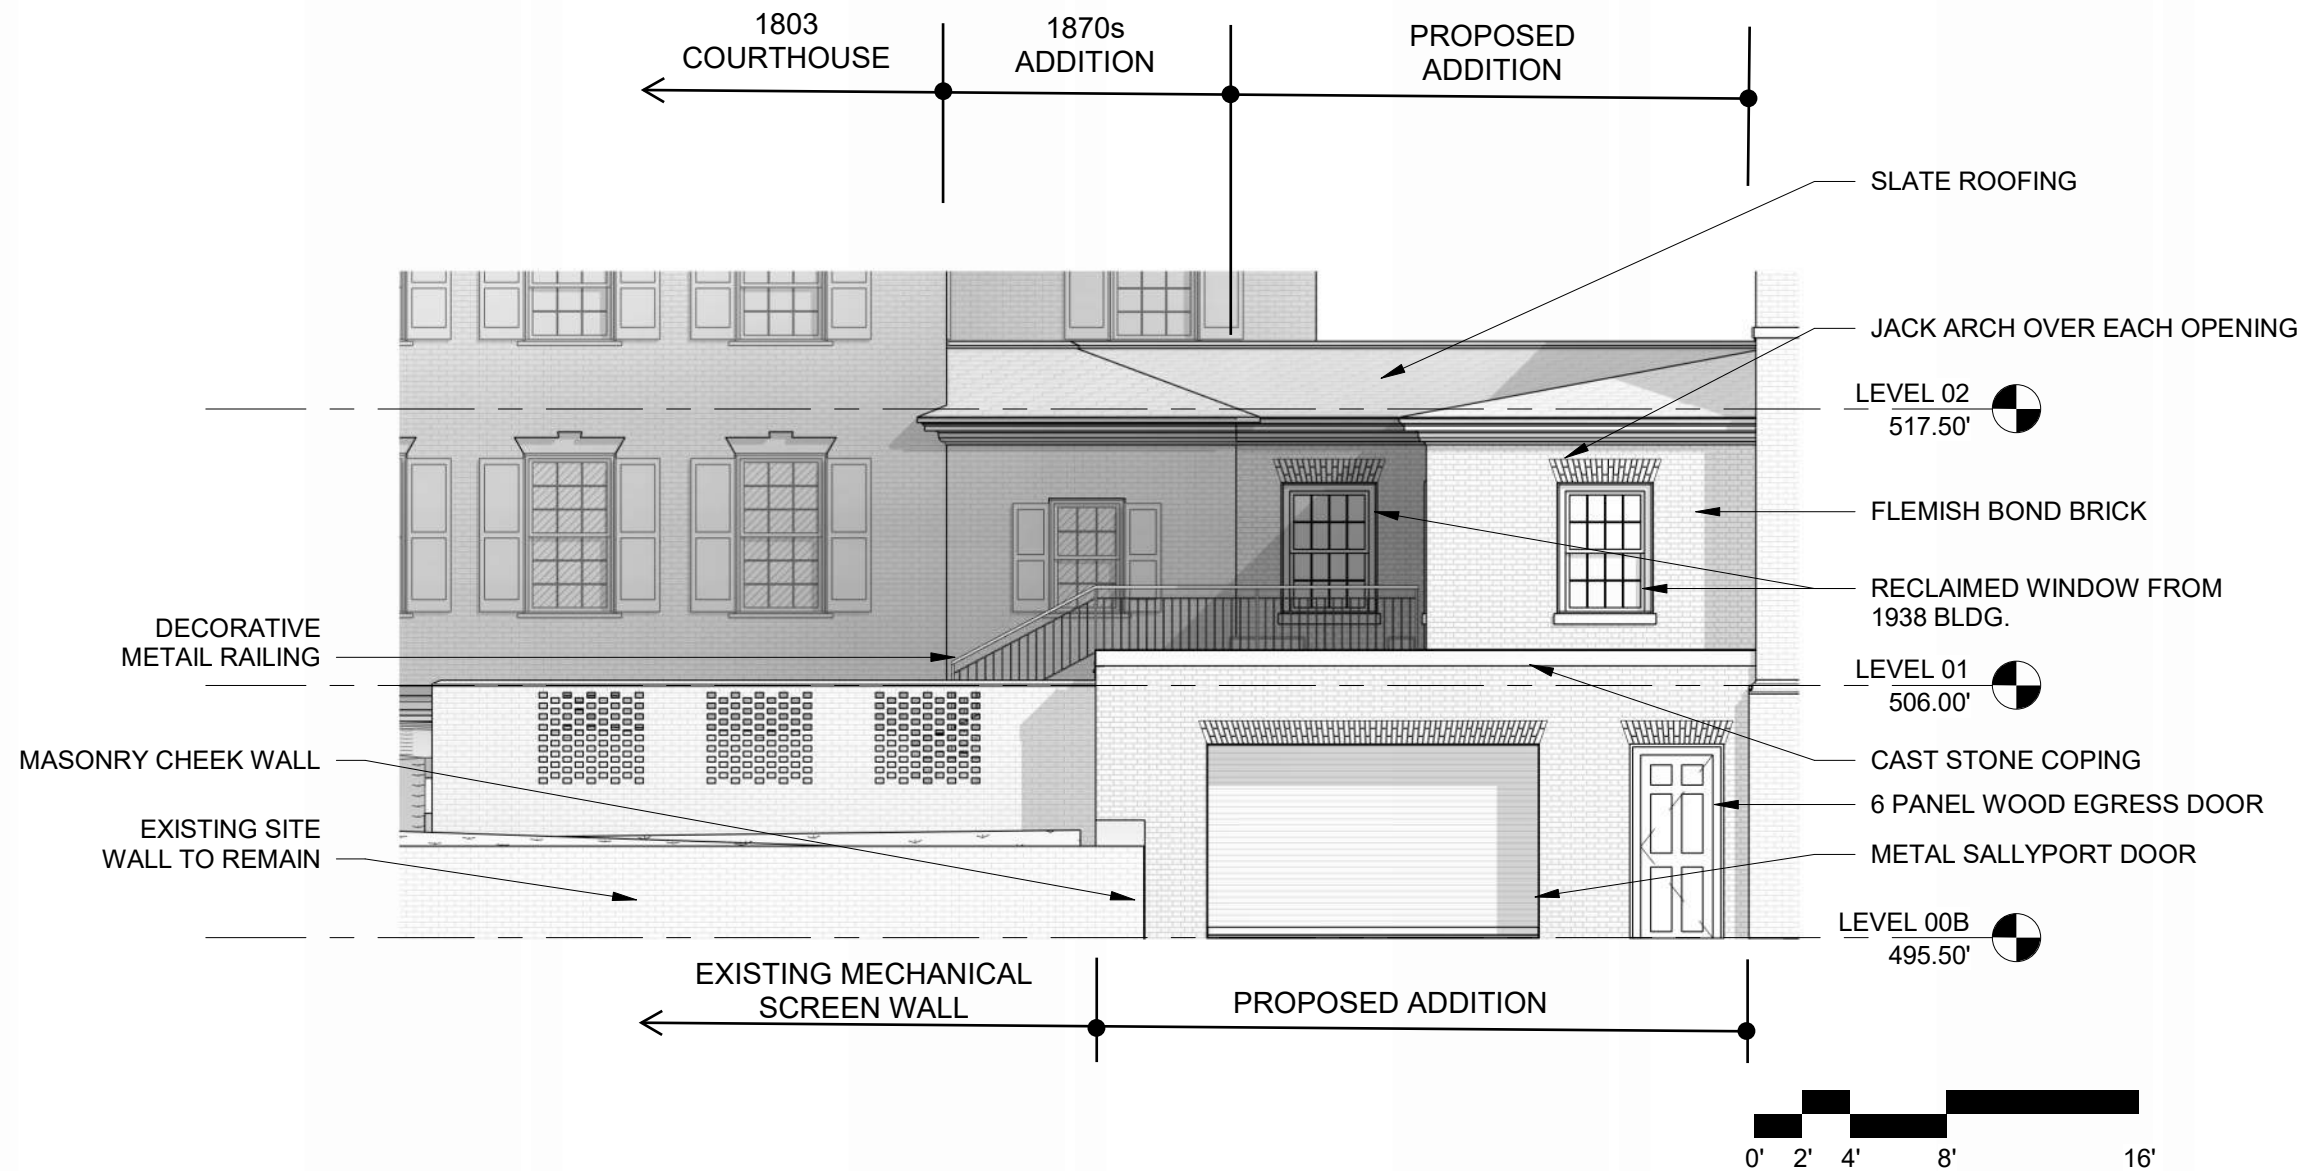 1803
COURTHOUSE
1870s
ADDITION
PROPOSED
ADDITION
SLATE ROOFING
JACK ARCH OVER EACH OPENING
LEVEL 02
517.50'
FLEMISH BOND BRICK
RECLAIMED WINDOW FROM
1938 BLDG.
DECORATIVE
METAIL RAILING
LEVEL 01
506.00'
MASONRY CHEEK WALL
CAST STONE COPING
6 PANEL WOOD EGRESS DOOR
EXISTING SITE
WALL TO REMAIN
METAL SALLYPORT DOOR
LEVEL 00B
495.50'
EXISTING MECHANICAL
SCREEN WALL
PROPOSED ADDITION
0' 2' 4' 8' 16'